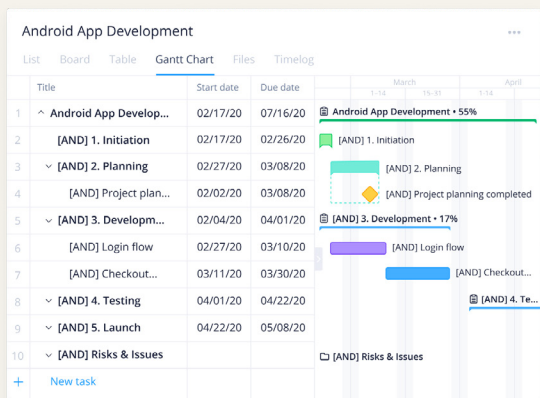 Android App Development
List Board Table Gantt Chart Files Timelog
Title Start date Due date March April
1–14 15–31 1–14
1 Android App Develop... 02/17/20 07/16/20 Android App Development • 55%
2 [AND] 1. Initiation 02/17/20 02/26/20 [AND] 1. Initiation
3 [AND] 2. Planning 02/27/20 03/08/20 [AND] 2. Planning
4 [AND] Project plan... 02/02/20 03/08/20 [AND] Project planning completed
5 [AND] 3. Developm... 02/04/20 04/01/20 [AND] 3. Development • 17%
6 [AND] Login flow 02/27/20 03/10/20 [AND] Login flow
7 [AND] Checkout... 03/11/20 03/30/20 [AND] Checkout...
8 [AND] 4. Testing 04/01/20 04/22/20 [AND] 4. Te...
9 [AND] 5. Launch 04/22/20 05/08/20
10 [AND] Risks & Issues [AND] Risks & Issues
+ New task